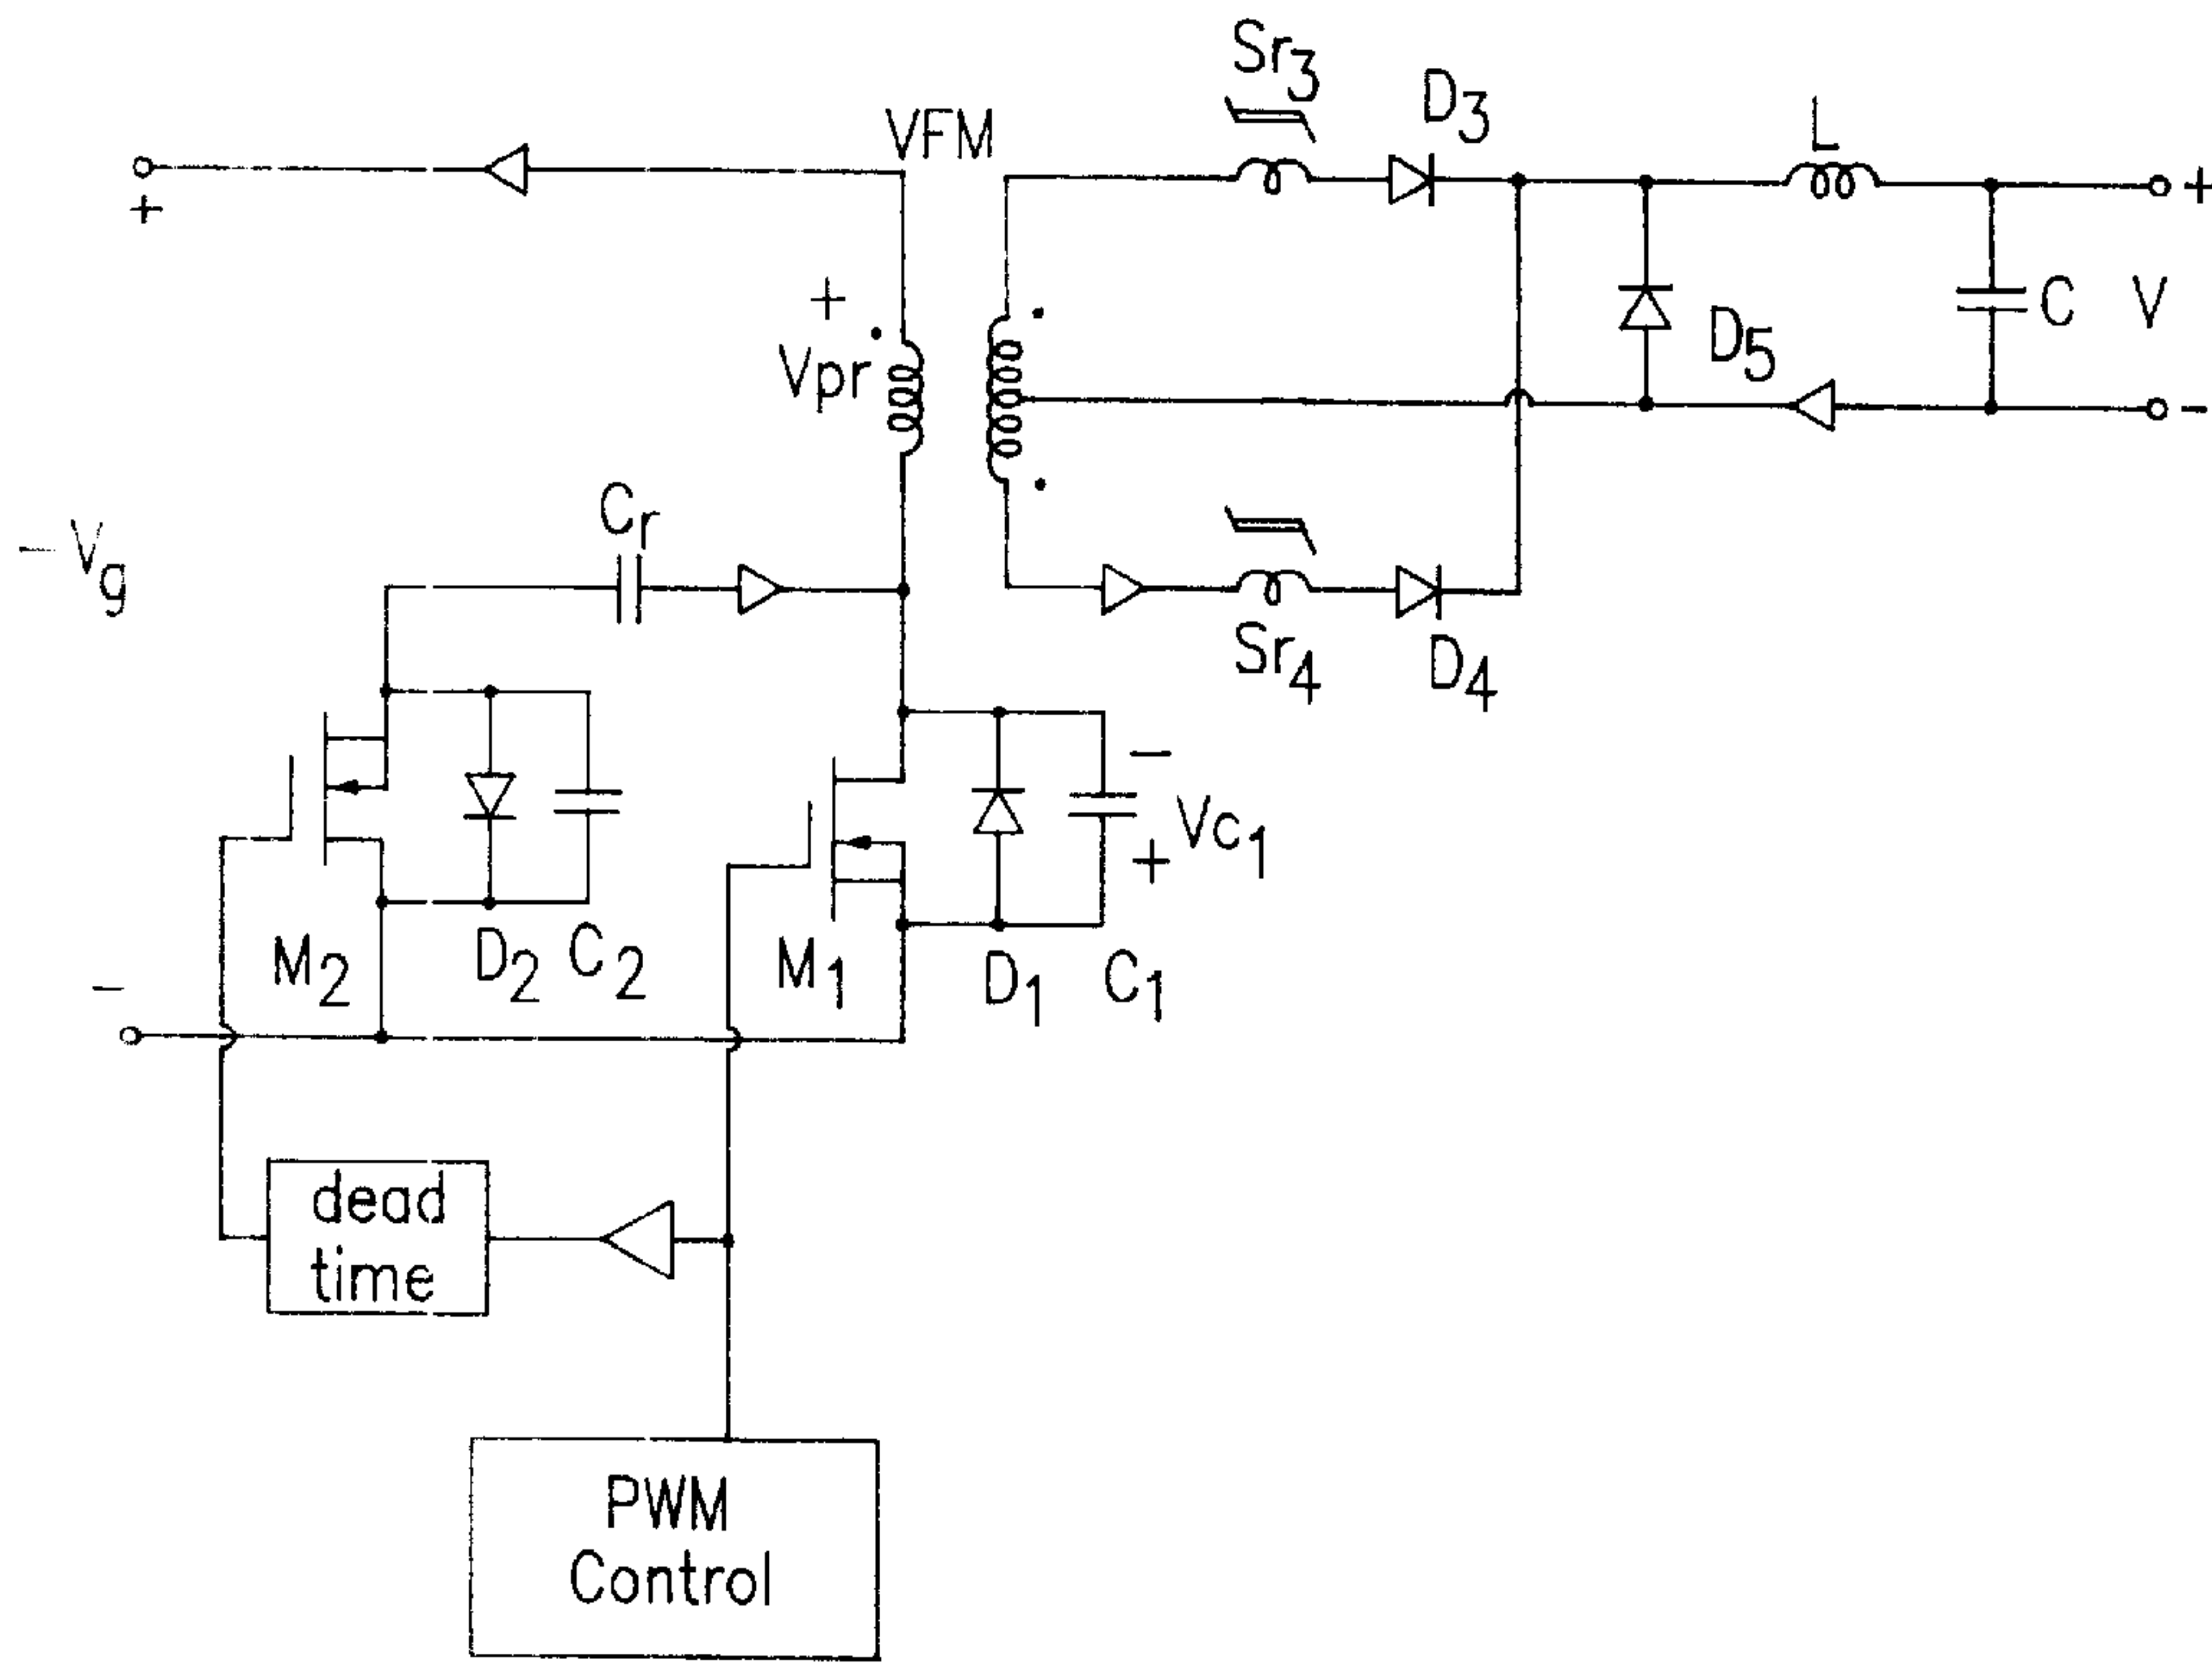 Sr3
D3
L
VFM
+
+
+
Vpr
C
V
D5
-
Cr
- Vg
Sr4
D4
-
Vc1
+
M2
D2
C2
M1
D1
C1
-
dead
time
PWM
Control